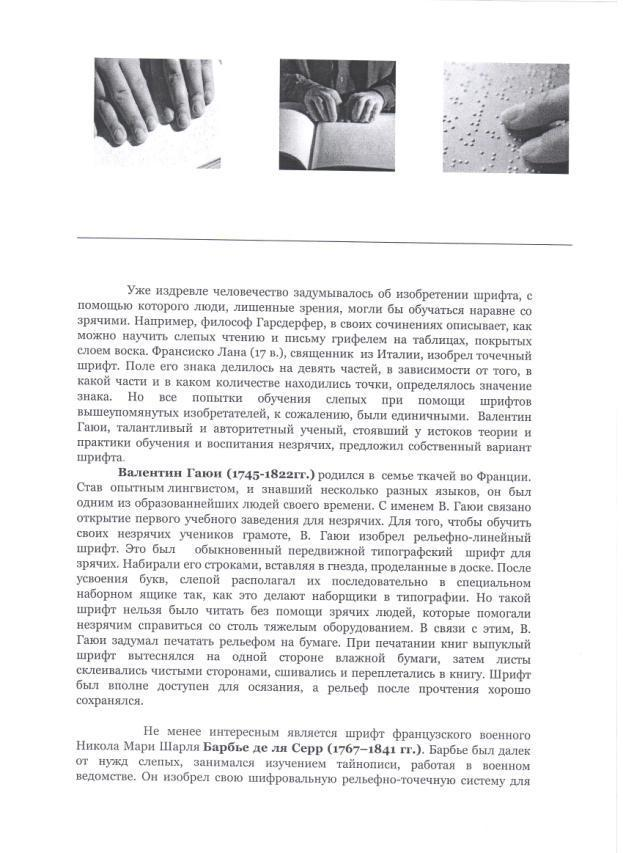 Уже издревле человечество задумывалось об изобретении шрифта, с
помощью которого люди, лишенные зрения, могли бы обучаться наравне со
зрячими. Например, философ Гарсдерфер, в своих сочинениях описывает, как
можно научить слепых чтению и письму грифелем на таблицах, покрытых
слоем воска. Франсиско Лана (17 в.), священник из Италии, изобрел точечный
шрифт. Поле его знака делилось на девять частей, в зависимости от того, в
какой части и в каком количестве находились точки, определялось значение
знака. Но все попытки обучения слепых при помощи шрифтов
вышеупомянутых изобретателей, к сожалению, были единичными. Валентин
Гаюи, талантливый и авторитетный ученый, стоявший у истоков теории и
практики обучения и воспитания незрячих, предложил собственный вариант
шрифта.
Валентин Гаюи (1745-1822гг.) родился в семье ткачей во Франции.
Став опытным лингвистом, и знавший несколько разных языков, он был
одним из образованнейших людей своего времени. С именем В. Гаюи связано
открытие первого учебного заведения для незрячих. Для того, чтобы обучить
своих незрячих учеников грамоте, В. Гаюи изобрел рельефно-линейный
шрифт. Это был обыкновенный передвижной типографский шрифт для
зрячих. Набирали его строками, вставляя в гнезда, проделанные в доске. После
усвоения букв, слепой располагал их последовательно в специальном
наборном ящике так, как это делают наборщики в типографии. Но такой
шрифт нельзя было читать без помощи зрячих людей, которые помогали
незрячим справиться со столь тяжелым оборудованием. В связи с этим, В.
Гаюи задумал печатать рельефом на бумаге. При печатании книг выпуклый
шрифт вытеснялся на одной стороне влажной бумаги, затем листы
склеивались чистыми сторонами, сшивались и переплетались в книгу. Шрифт
был вполне доступен для осязания, а рельеф после прочтения хорошо
сохранялся.
Не менее интересным является шрифт французского военного
Никола Мари Шарля Барбье де ля Серр (1767–1841 гг.). Барбье был далек
от нужд слепых, занимался изучением тайнописи, работая в военном
ведомстве. Он изобрел свою шифровальную рельефно-точечную систему для